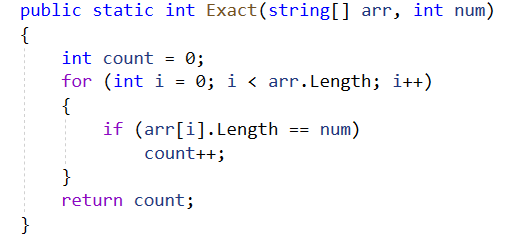 public static int Exact(string[] arr, int num)
{
    int count = 0;
    for (int i = 0; i < arr.Length; i++)
    {
        if (arr[i].Length == num)
            count++;
    }
    return count;
}